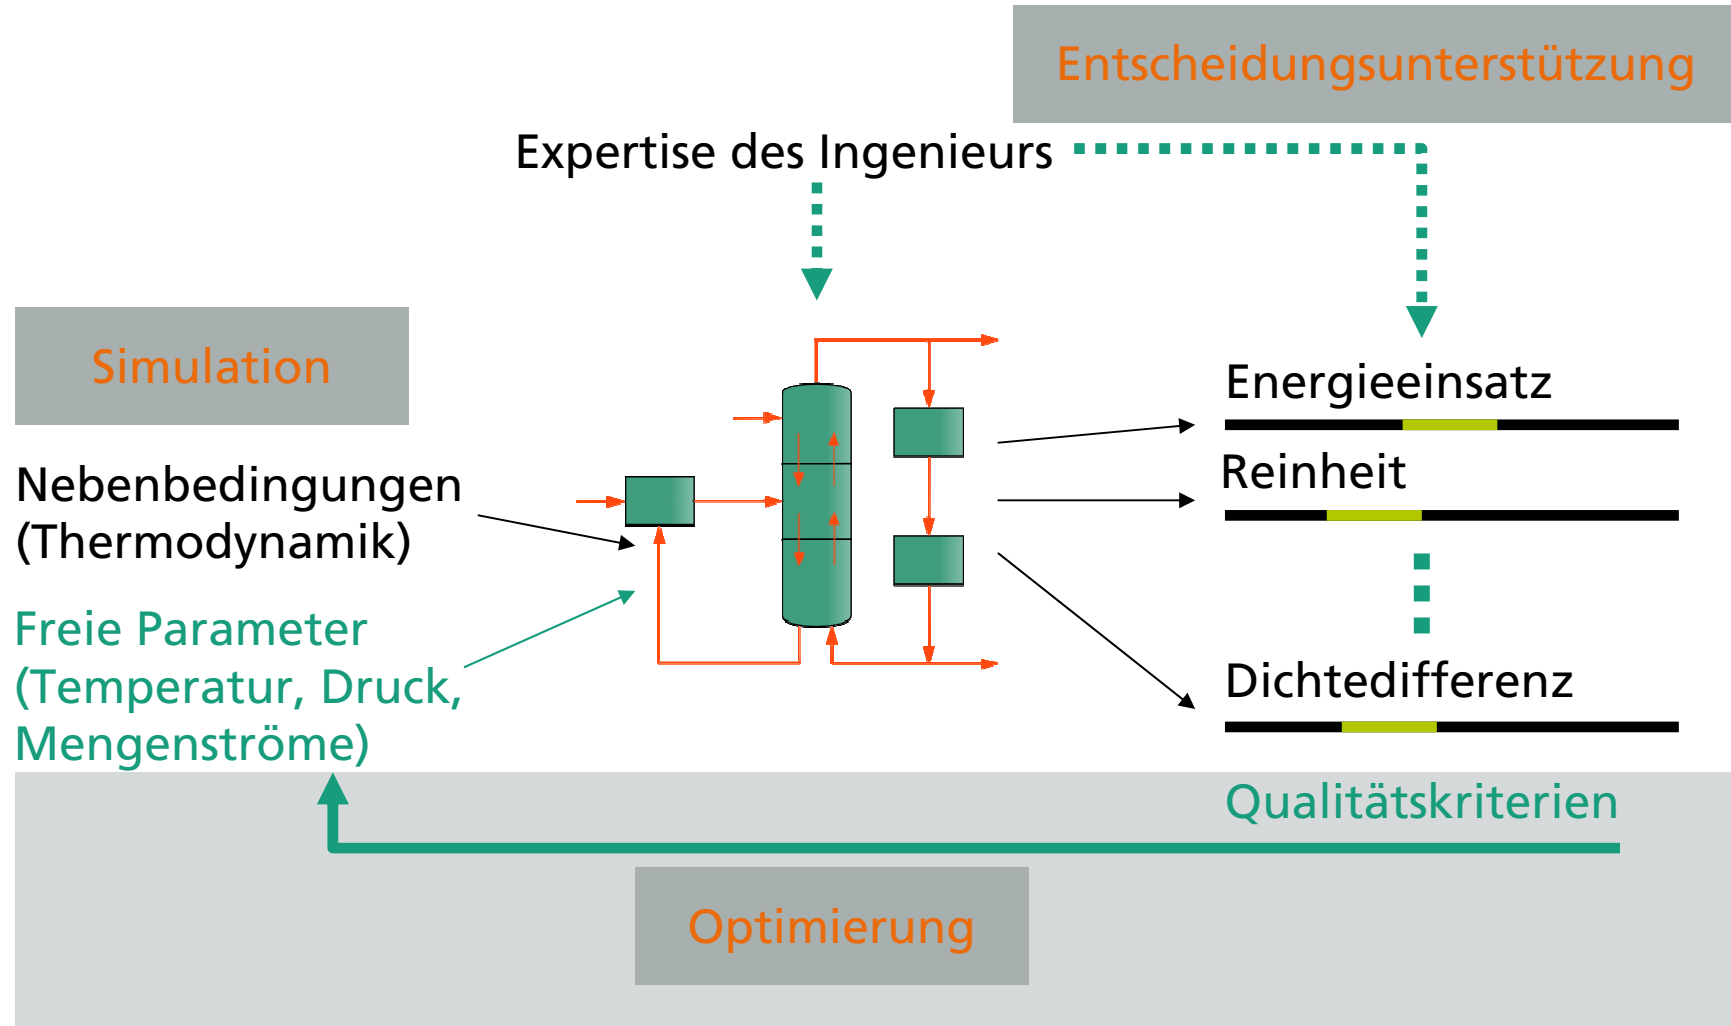 Entscheidungsunterstützung
Expertise des Ingenieurs
Simulation
Nebenbedingungen
(Thermodynamik)
Freie Parameter
(Temperatur, Druck,
Mengenströme)
Energieeinsatz
Reinheit
Dichtedifferenz
Qualitätskriterien
Optimierung